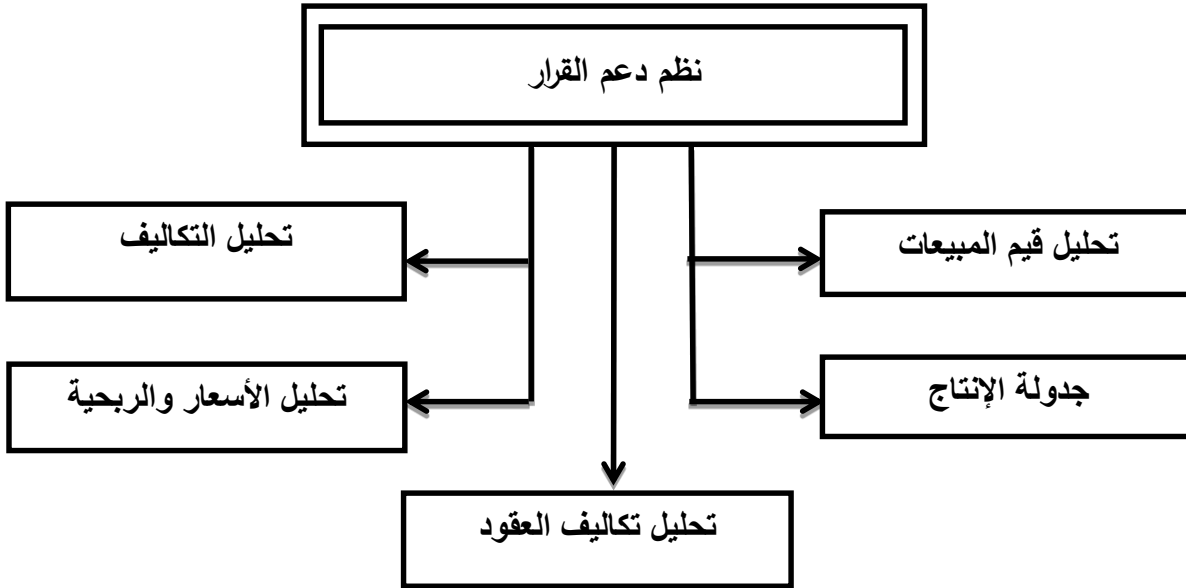 نظم دعم القرار
تحليل قيم المبيعات
تحليل التكاليف
جدولة الإنتاج
تحليل الأسعار والربحية
تحليل تكاليف العقود